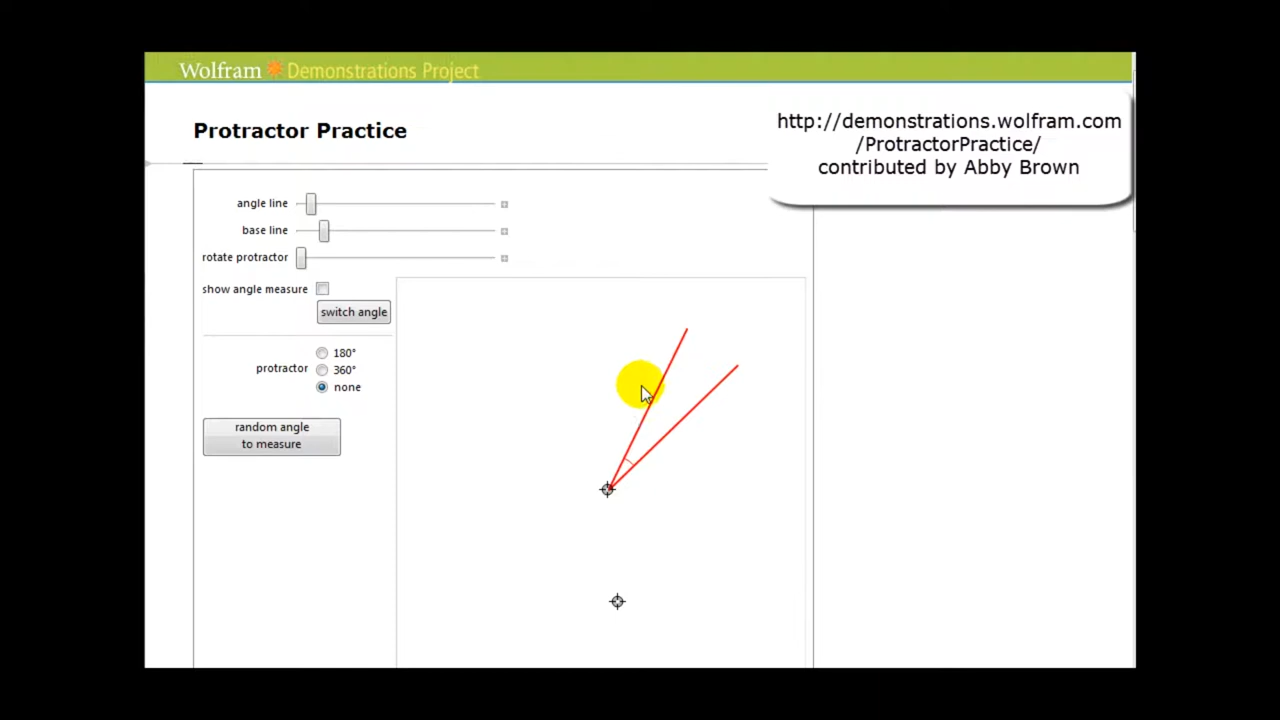 Wolfram Demonstrations Project
Protractor Practice
http://demonstrations.wolfram.com
/ProtractorPractice/
contributed by Abby Brown
angle line
base line
rotate protractor
show angle measure
switch angle
180°
protractor
360°
none
random angle
to measure